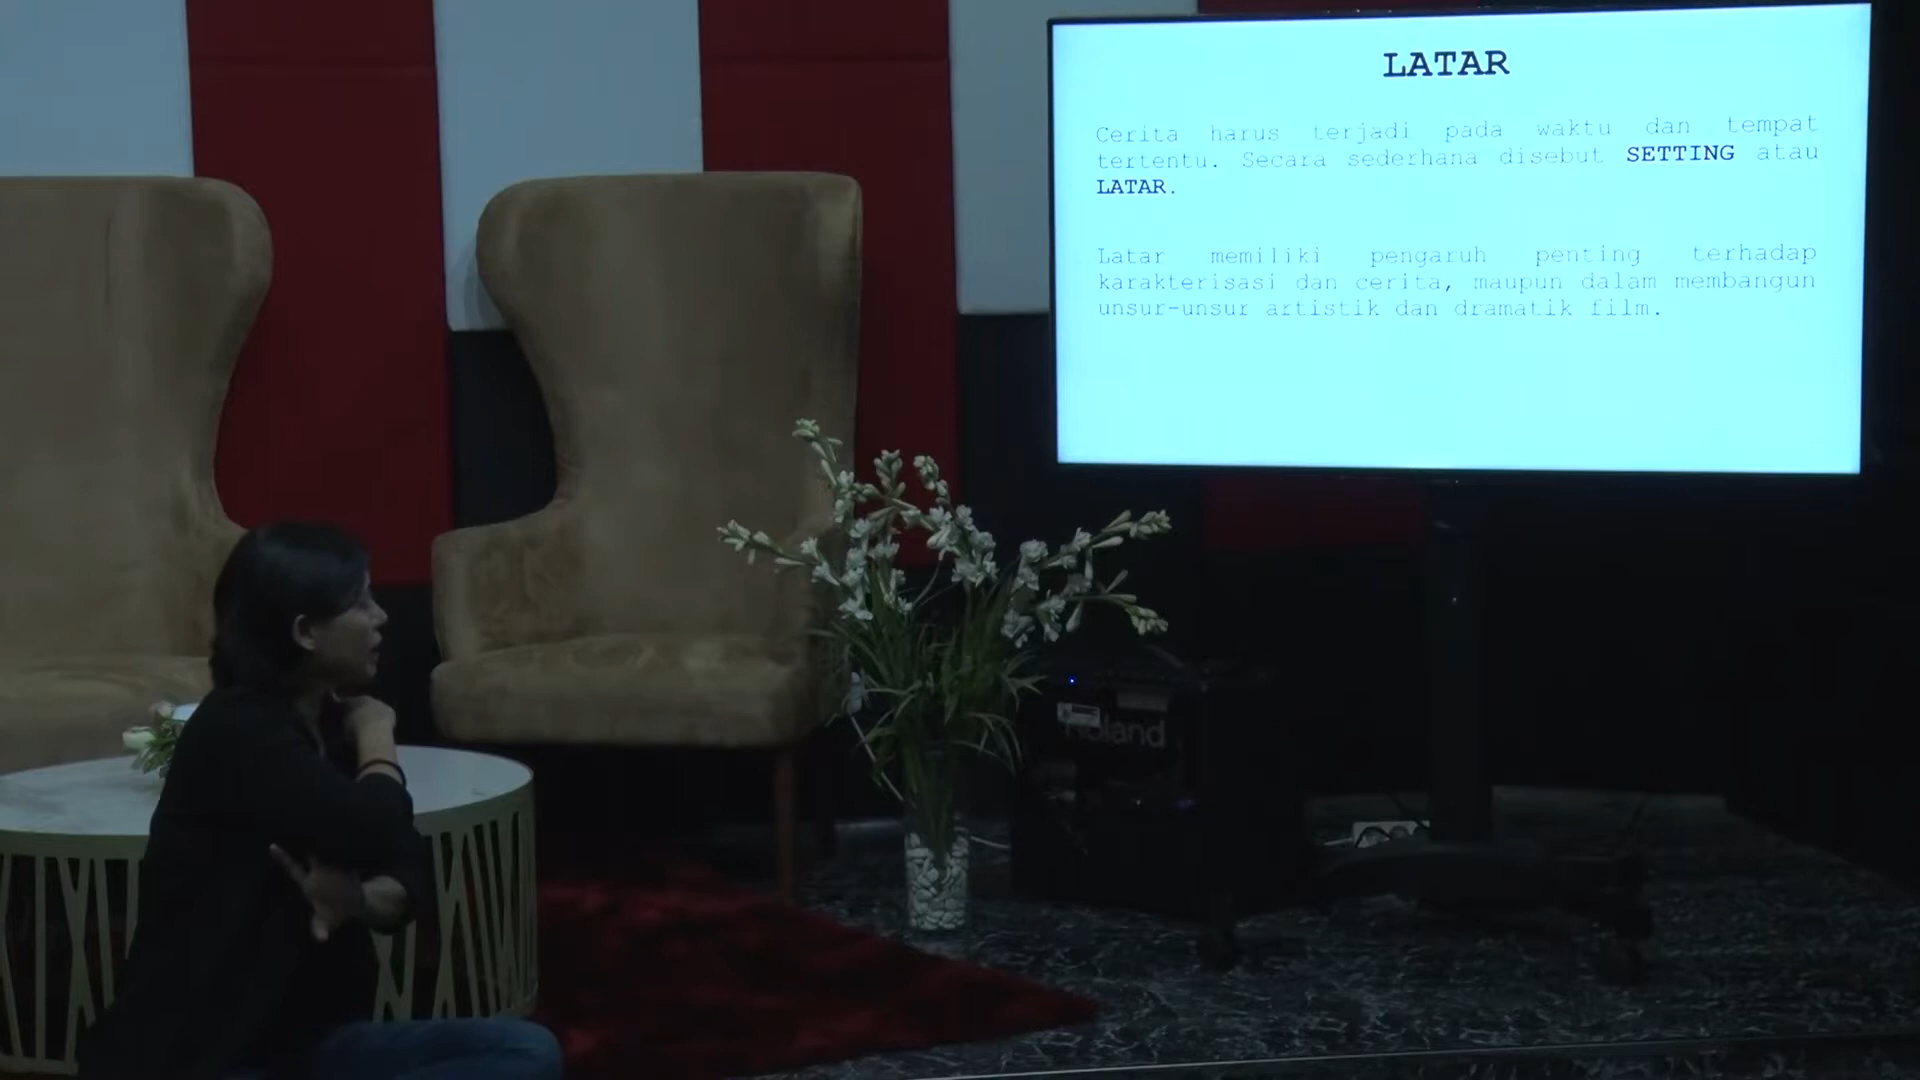 LATAR
Cerita harus terjadi pada waktu dan tempat
tertentu. Secara sederhana disebut SETTING atau
LATAR.
Latar memiliki pengaruh penting terhadap
karakterisasi dan cerita, maupun dalam membangun
unsur-unsur artistik dan dramatik film.
Roland